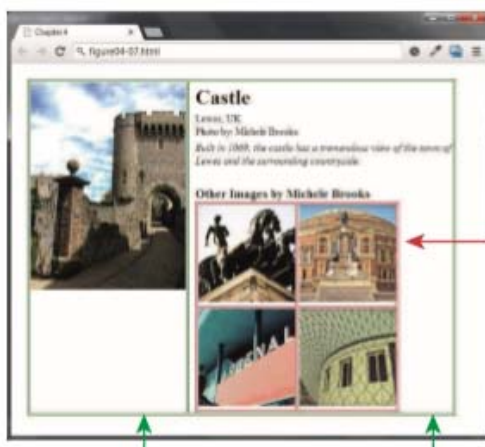 Chapter 4
figure04-07.html
Castle
Lewes, UK
Photo by: Michele Brooks
Built in 1069, the castle has a tremendous view of the town of
Lewes and the surrounding countryside.
Other Images by Michele Brooks